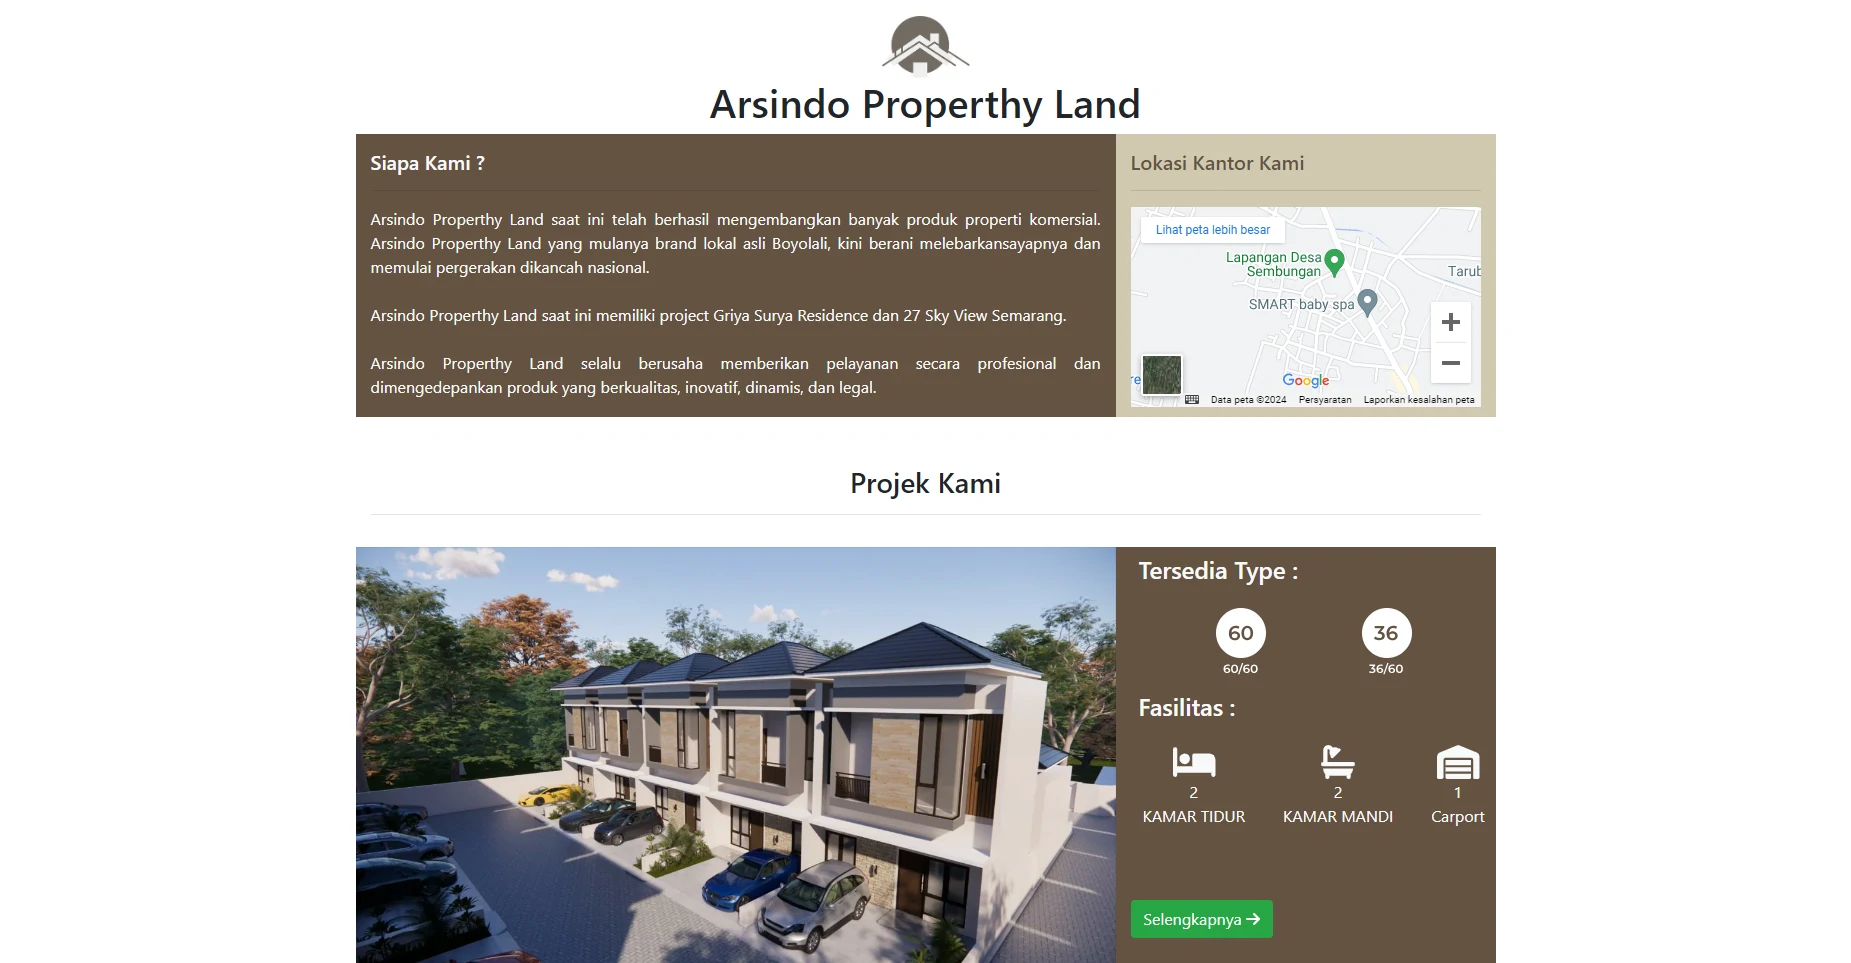 Arsindo Properthy Land
Siapa Kami ?
Arsindo Properthy Land saat ini telah berhasil mengembangkan banyak produk properti komersial.
Arsindo Properthy Land yang mulanya brand lokal asli Boyolali, kini berani melebarkansayapnya dan
memulai pergerakan dikancah nasional.
Arsindo Properthy Land saat ini memiliki project Griya Surya Residence dan 27 Sky View Semarang.
Arsindo Properthy Land selalu berusaha memberikan pelayanan secara profesional dan
dimengedepankan produk yang berkualitas, inovatif, dinamis, dan legal.
Lokasi Kantor Kami
Lihat peta lebih besar
Lapangan Desa
Sembungan
Tarub
SMART baby spa
re
Google
Data peta ©2024 Persyaratan Laporkan kesalahan peta
Projek Kami
Tersedia Type :
60 36
60/60 36/60
Fasilitas :
2 2 1
KAMAR TIDUR KAMAR MANDI Carport
Selengkapnya →